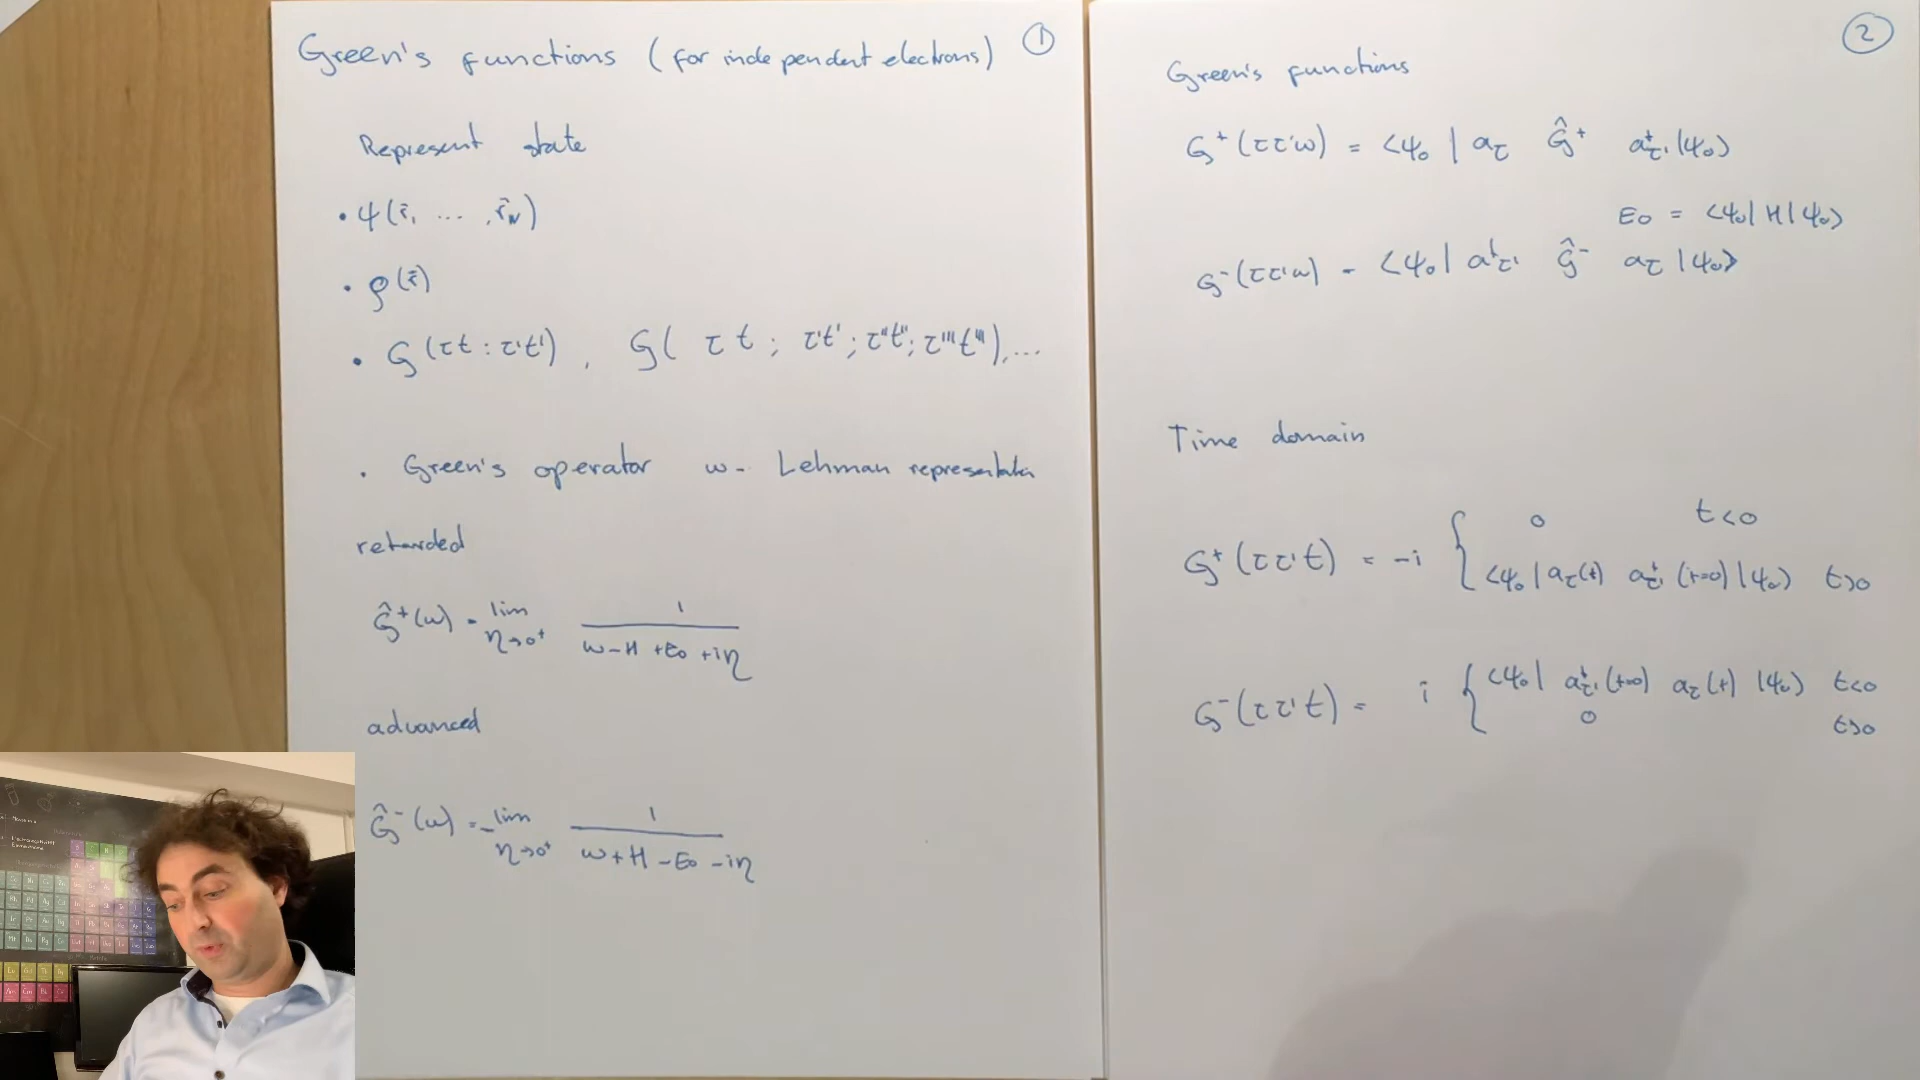 Green's functions (for independent electrons) ①
Represent state
• ψ(r̄₁ ... , r̄_N)
• ρ(r̄)
• G(τt : τ't') , G( τ t ; τ't' ; τ''t'' ; τ'''t''' ), ...
. Green's operator ω - Lehman representation
retarded
Ĝ⁺(ω) = lim η→0⁺ 1 / (ω - H + E₀ + iη)
advanced
Ĝ⁻(ω) = - lim η→0⁺ 1 / (ω + H - E₀ - iη)
②
Green's functions
G⁺(ττ'ω) = <ψ₀ | a_τ Ĝ⁺ a⁺_τ' |ψ₀>
E₀ = <ψ₀| H |ψ₀>
G⁻(ττ'ω) = <ψ₀| a⁺_τ' Ĝ⁻ a_τ |ψ₀>
Time domain
G⁺(ττ't) = -i { 0 t<0
<ψ₀ | a_τ(t) a⁺_τ' (t=0) |ψ₀> t>0
G⁻(ττ't) = i { <ψ₀| a⁺_τ' (t=0) a_τ(t) |ψ₀> t<0
0 t>0